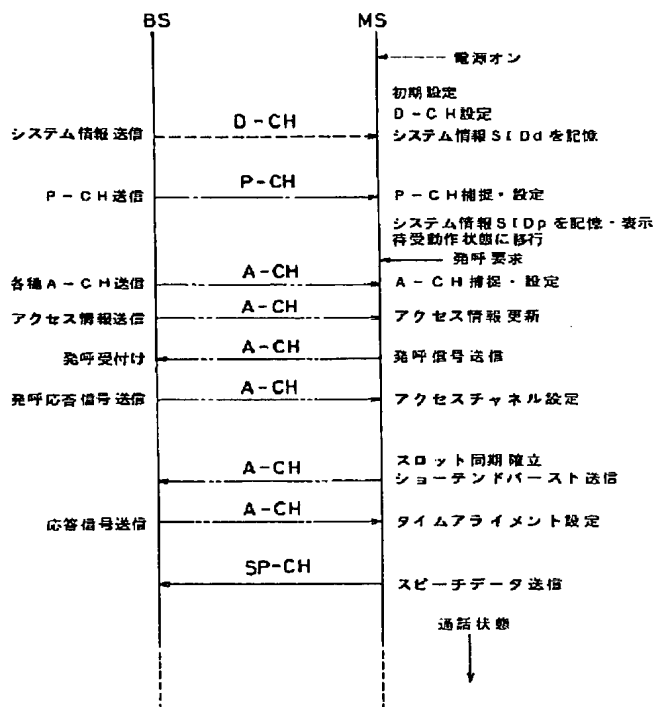 BS MS
電源オン
初期設定
D-CH D-CH設定
システム情報送信 システム情報SIDdを記憶
P-CH
P-CH送信 P-CH捕捉・設定
システム情報SIDpを記憶・表示
待受動作状態に移行
発呼要求
A-CH
各種A-CH送信 A-CH捕捉・設定
A-CH
アクセス情報送信 アクセス情報更新
A-CH
発呼受付け 発呼信号送信
A-CH
発呼応答信号送信 アクセスチャネル設定
スロット同期確立
A-CH ショーテンドバースト送信
A-CH
応答信号送信 タイムアライメント設定
SP-CH
スピーチデータ送信
通話状態